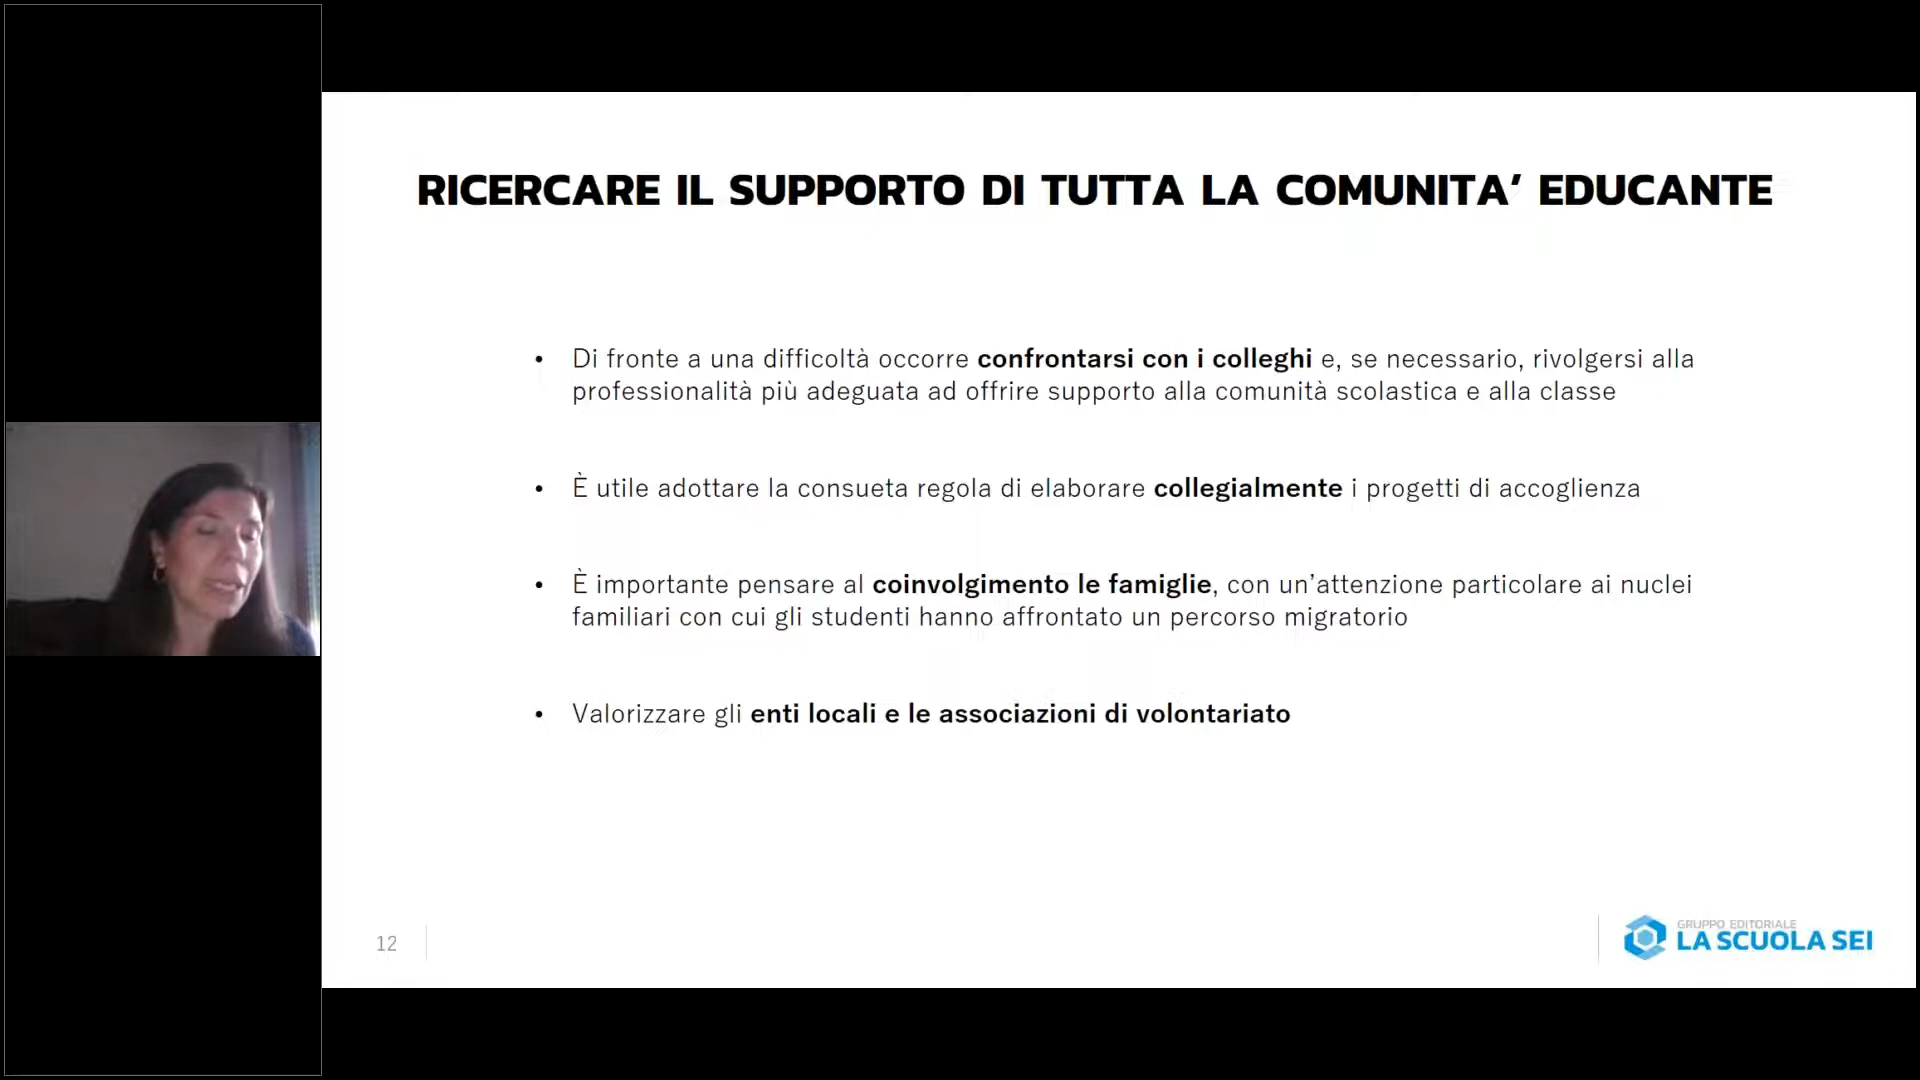 RICERCARE IL SUPPORTO DI TUTTA LA COMUNITA’ EDUCANTE
• Di fronte a una difficoltà occorre confrontarsi con i colleghi e, se necessario, rivolgersi alla
professionalità più adeguata ad offrire supporto alla comunità scolastica e alla classe
• È utile adottare la consueta regola di elaborare collegialmente i progetti di accoglienza
• È importante pensare al coinvolgimento le famiglie, con un’attenzione particolare ai nuclei
familiari con cui gli studenti hanno affrontato un percorso migratorio
• Valorizzare gli enti locali e le associazioni di volontariato
12
GRUPPO EDITORIALE
LA SCUOLA SEI